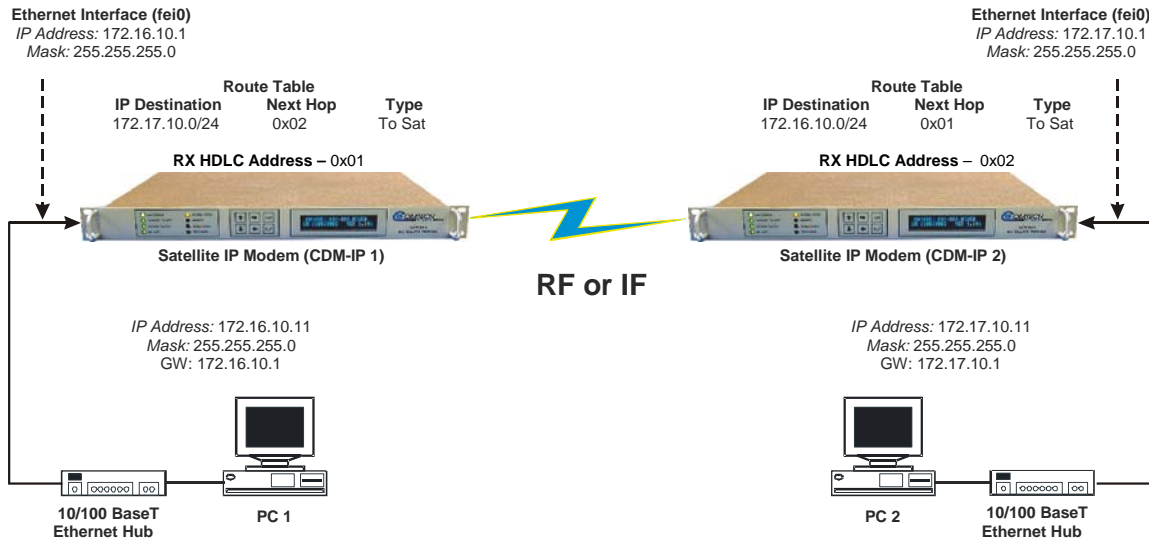 Ethernet Interface (fei0)
IP Address: 172.16.10.1
Mask: 255.255.255.0
Ethernet Interface (fei0)
IP Address: 172.17.10.1
Mask: 255.255.255.0
Route Table
IP Destination Next Hop Type
172.17.10.0/24 0x02 To Sat
Route Table
IP Destination Next Hop Type
172.16.10.0/24 0x01 To Sat
RX HDLC Address – 0x01
RX HDLC Address – 0x02
Satellite IP Modem (CDM-IP 1)
Satellite IP Modem (CDM-IP 2)
RF or IF
IP Address: 172.16.10.11
Mask: 255.255.255.0
GW: 172.16.10.1
IP Address: 172.17.10.11
Mask: 255.255.255.0
GW: 172.17.10.1
10/100 BaseT
Ethernet Hub
PC 1
PC 2
10/100 BaseT
Ethernet Hub